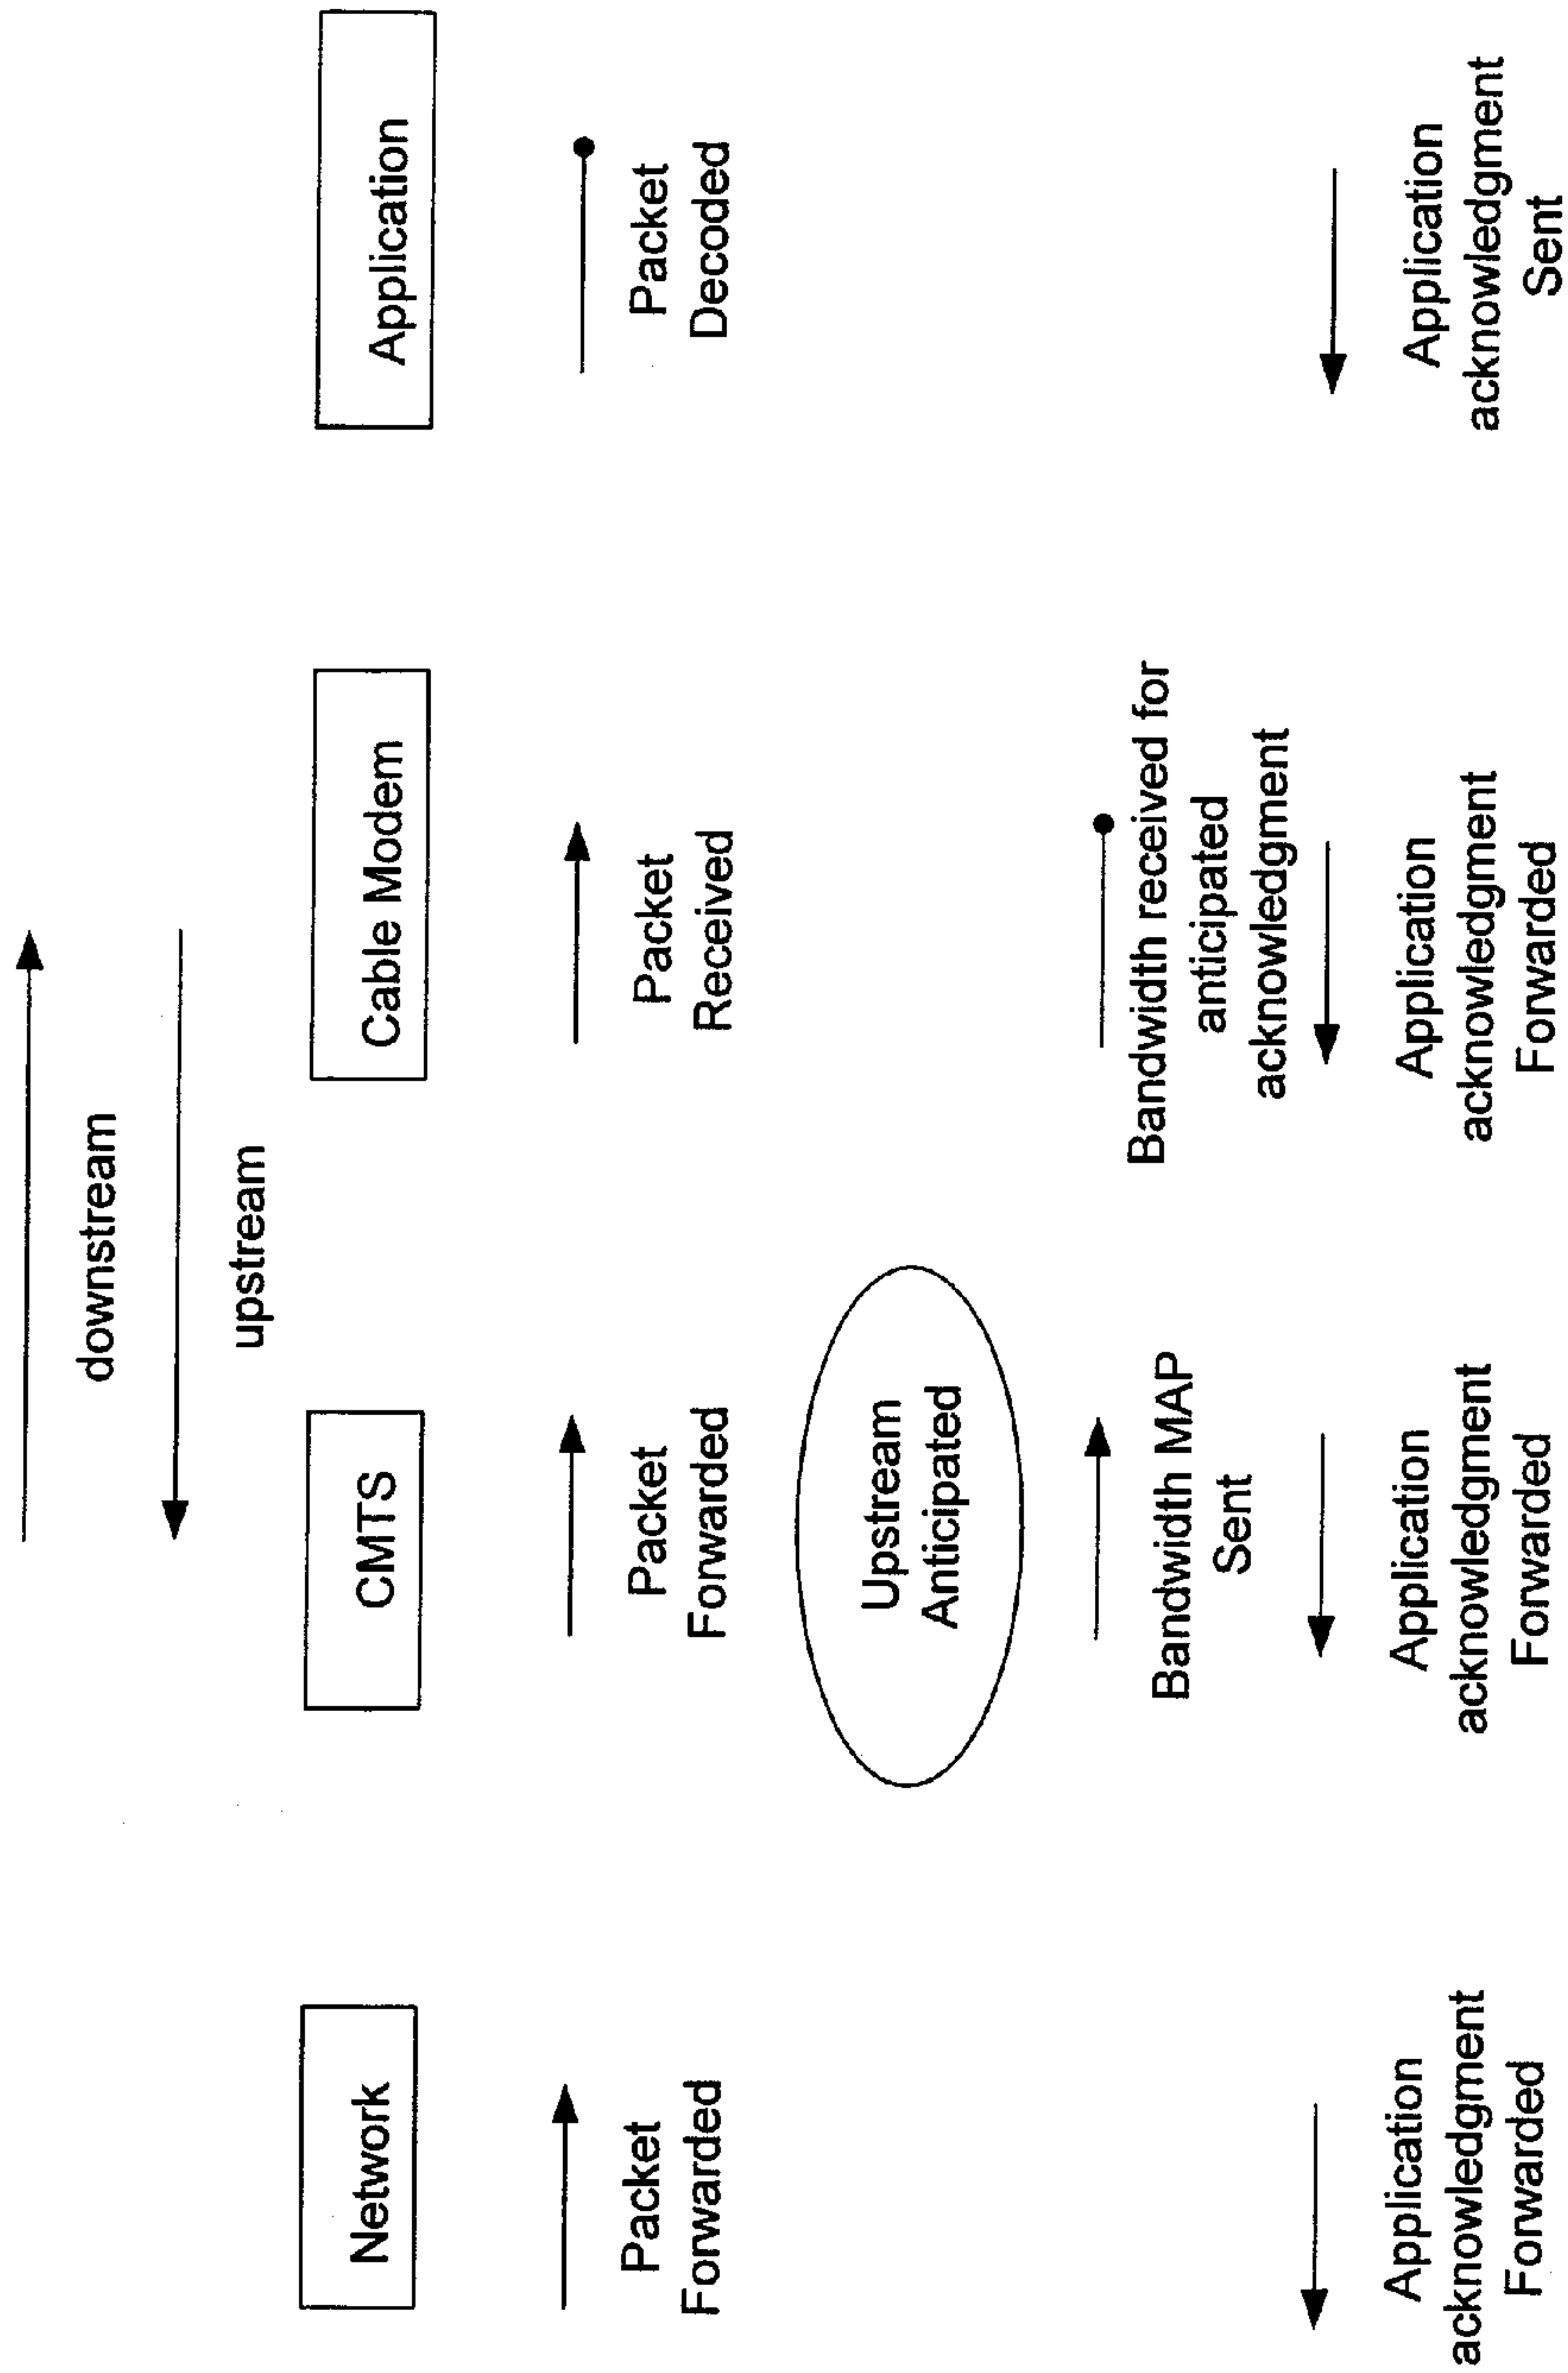 downstream
upstream
Network
CMTS
Cable Modem
Application
Packet
Forwarded
Packet
Forwarded
Packet
Received
Packet
Decoded
Upstream
Anticipated
Bandwidth MAP
Sent
Bandwidth received for
anticipated
acknowledgment
Application
acknowledgment
Forwarded
Application
acknowledgment
Forwarded
Application
acknowledgment
Forwarded
Application
acknowledgment
Sent